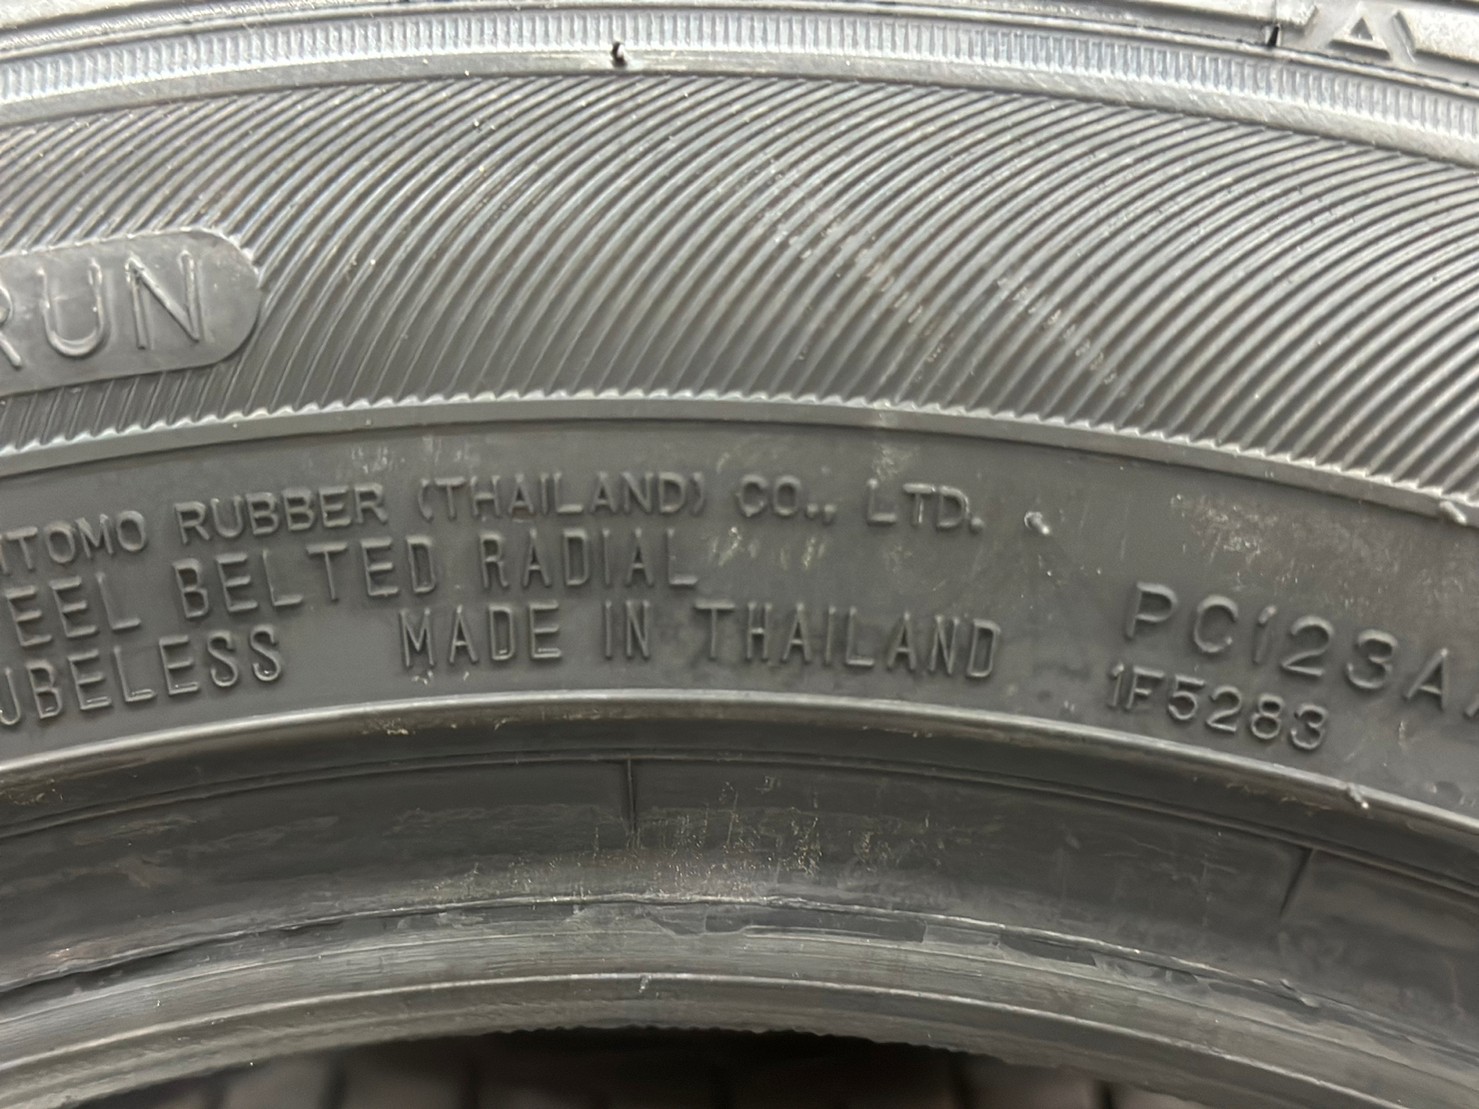 RUN
ITOMO RUBBER (THAILAND) CO., LTD.
EEL BELTED RADIAL
UBELESS MADE IN THAILAND
PC123A
1F5283